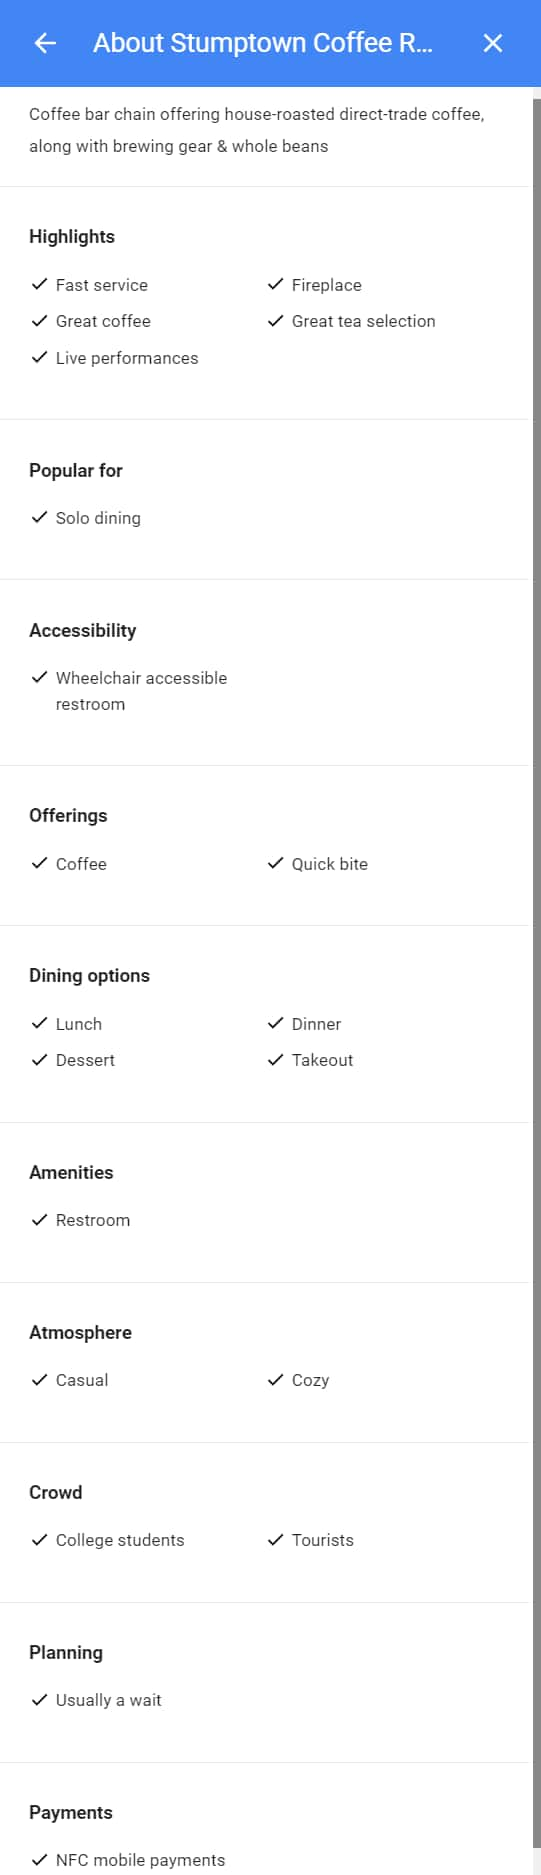 About Stumptown Coffee R...
Coffee bar chain offering house-roasted direct-trade coffee,
along with brewing gear & whole beans
Highlights
Fast service
Fireplace
Great coffee
Great tea selection
Live performances
Popular for
Solo dining
Accessibility
Wheelchair accessible
restroom
Offerings
Coffee
Quick bite
Dining options
Lunch
Dinner
Dessert
Takeout
Amenities
Restroom
Atmosphere
Casual
Cozy
Crowd
College students
Tourists
Planning
Usually a wait
Payments
NFC mobile payments